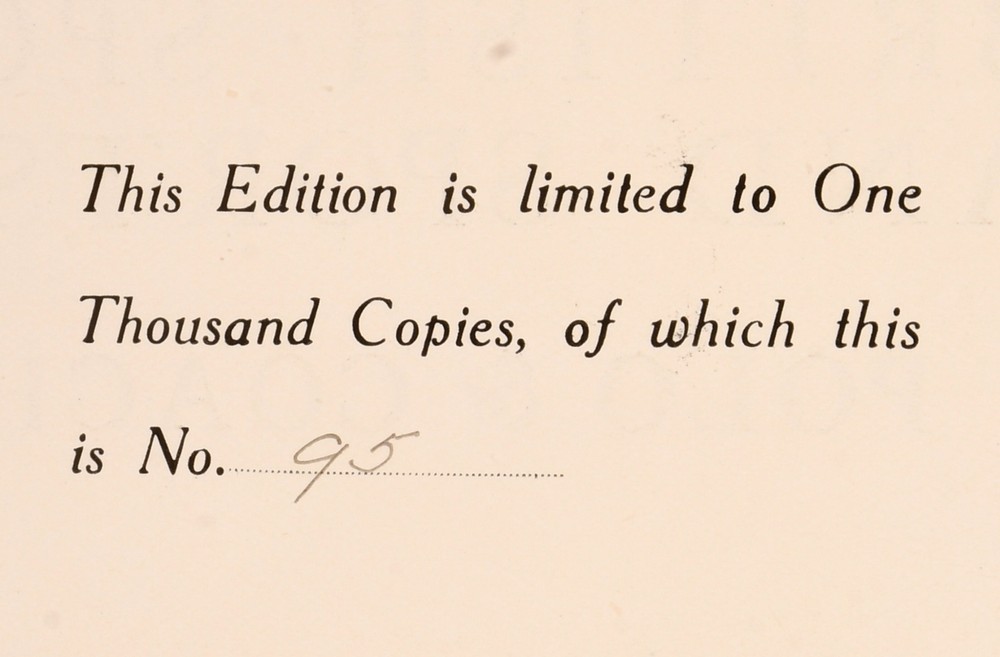 This Edition is limited to One
Thousand Copies, of which this
is No. 95